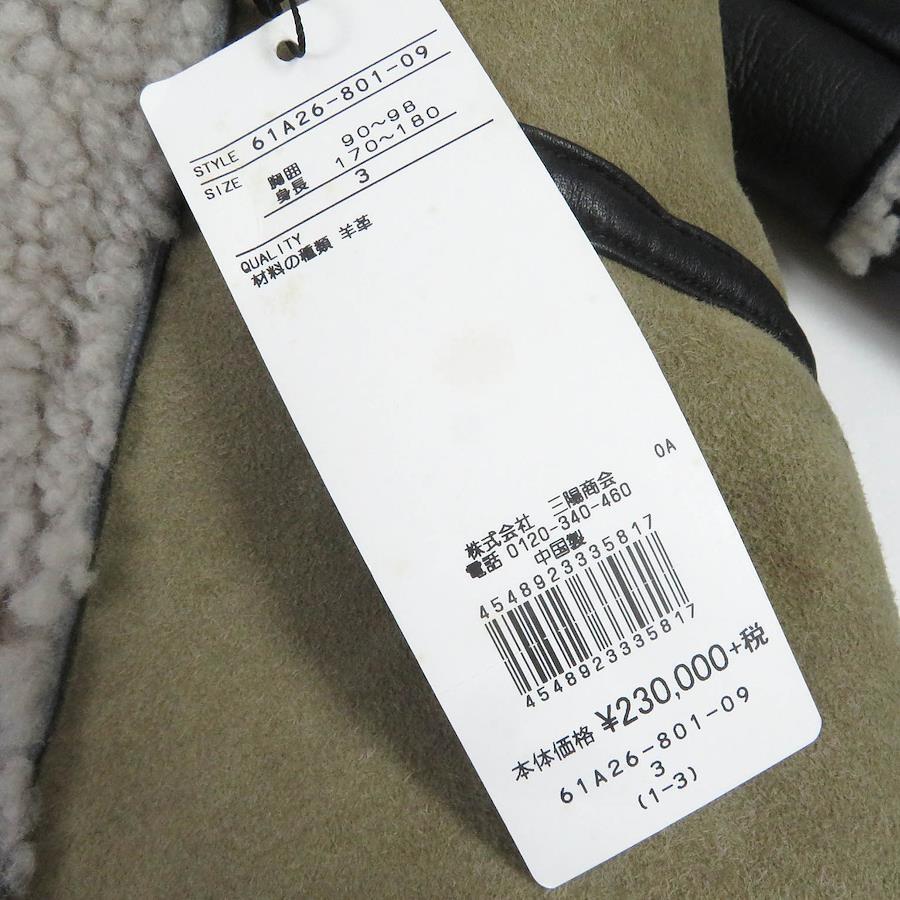 STYLE 61A26-801-09
SIZE 胸囲 90~98
身長 170~180
3
QUALITY
材料の種類 羊革
0A
株式会社 三陽商会
電話 0120-340-460
中国製
4548923335817
4548923335817
本体価格 ¥230,000+税
61A26-801-09
3
(1-3)